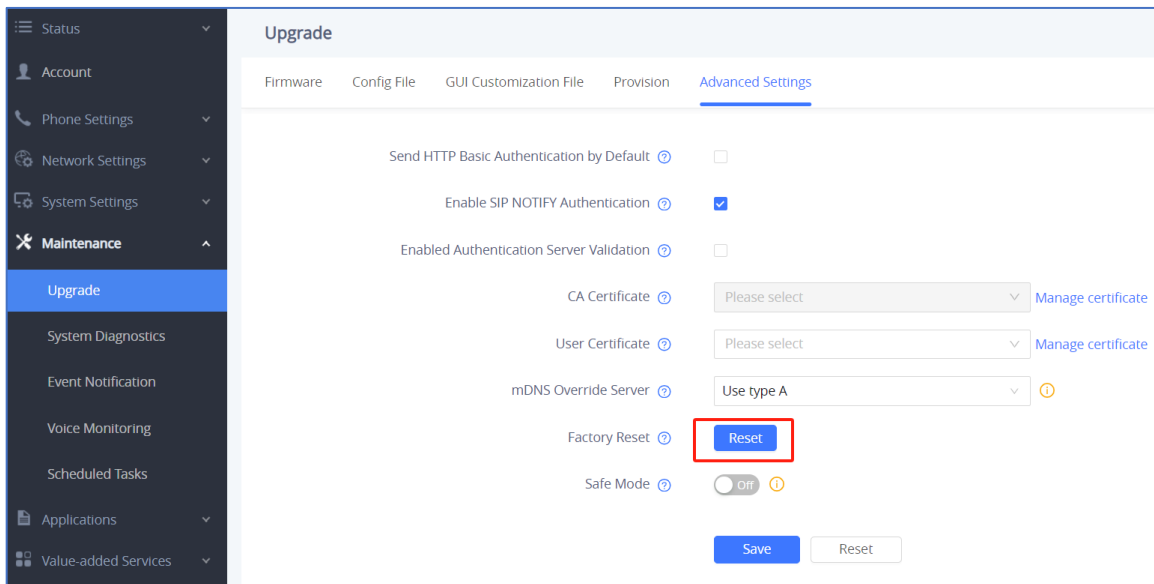 Status
Account
Phone Settings
Network Settings
System Settings
Maintenance
Upgrade
System Diagnostics
Event Notification
Voice Monitoring
Scheduled Tasks
Applications
Value-added Services
Upgrade
Firmware Config File GUI Customization File Provision Advanced Settings
Send HTTP Basic Authentication by Default
Enable SIP NOTIFY Authentication
Enabled Authentication Server Validation
CA Certificate Please select Manage certificate
User Certificate Please select Manage certificate
mDNS Override Server Use type A
Factory Reset Reset
Safe Mode Off
Save Reset